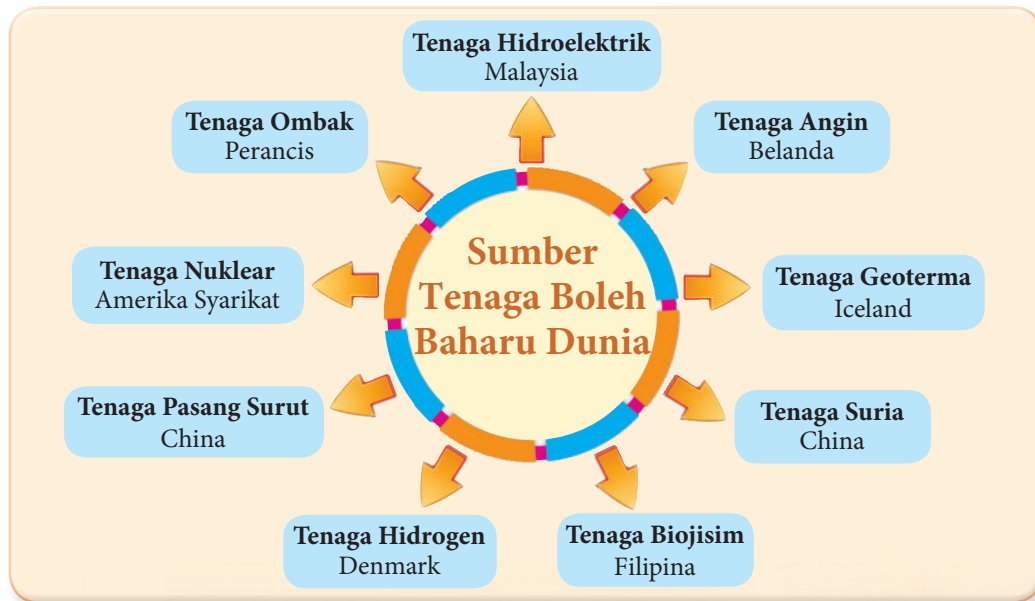 Tenaga Hidroelektrik
Malaysia
Tenaga Ombak
Perancis
Tenaga Angin
Belanda
Sumber
Tenaga Boleh
Baharu Dunia
Tenaga Nuklear
Amerika Syarikat
Tenaga Geoterma
Iceland
Tenaga Pasang Surut
China
Tenaga Suria
China
Tenaga Hidrogen
Denmark
Tenaga Biojisim
Filipina